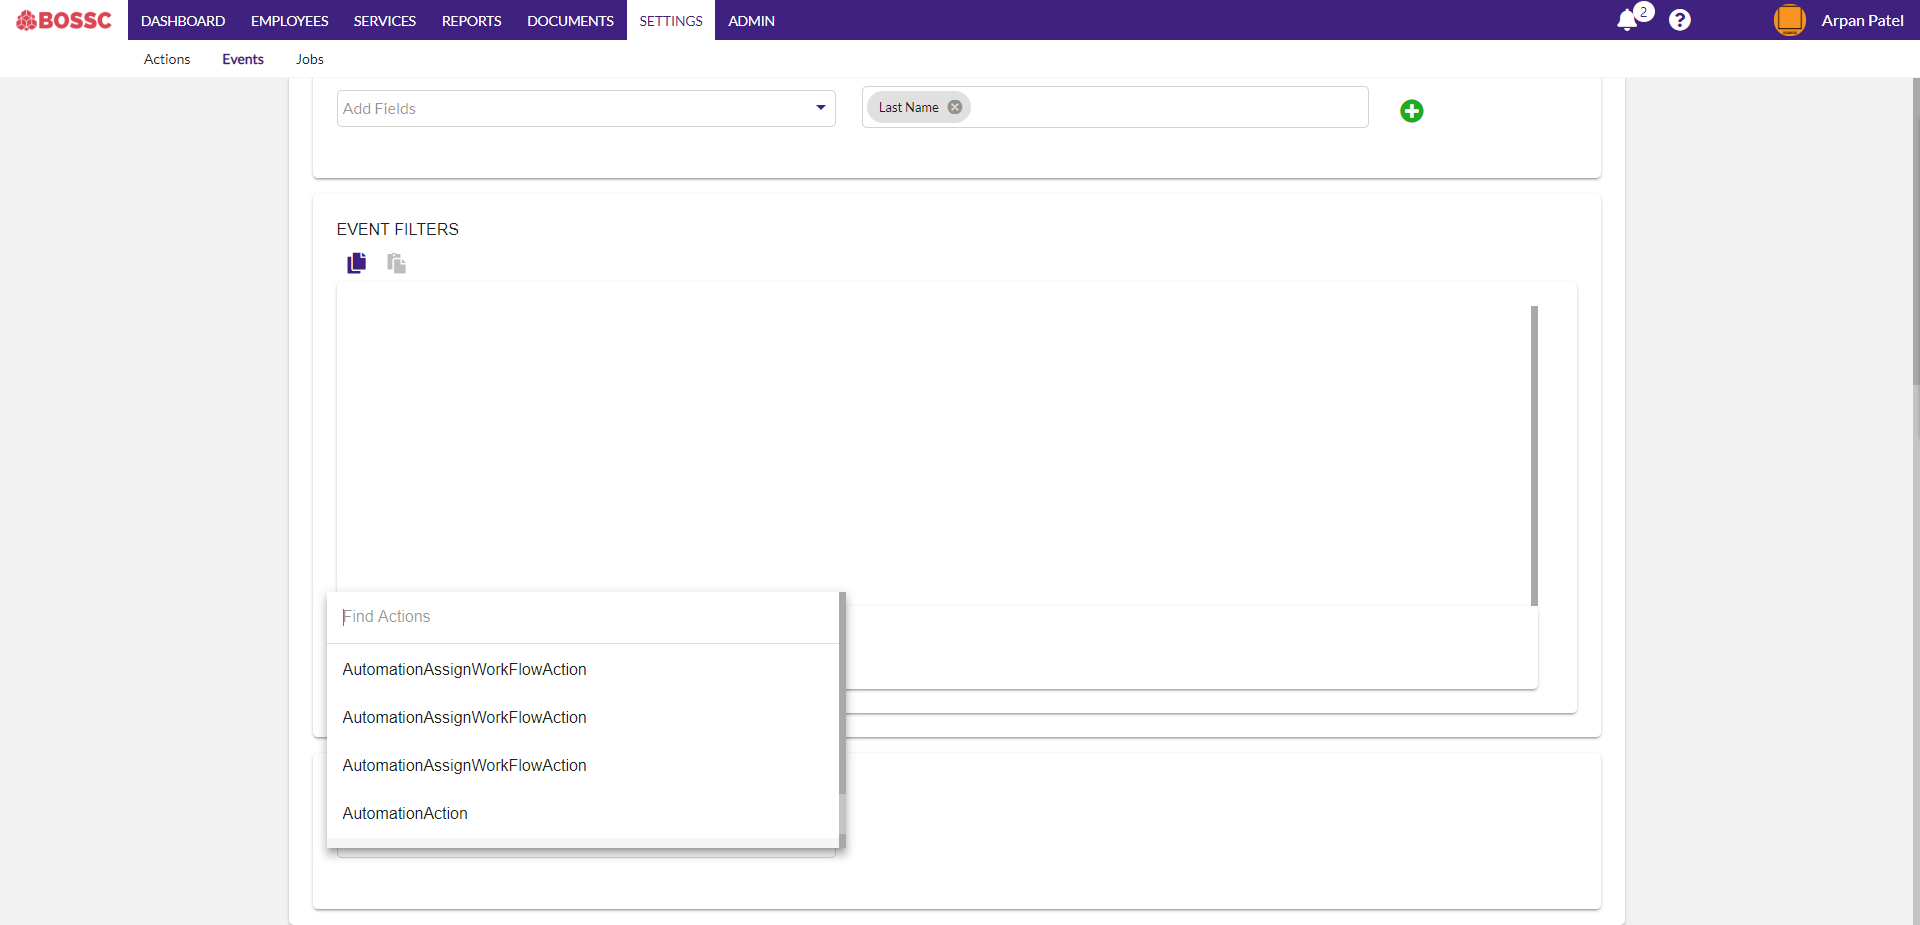 BOSSC
DASHBOARD EMPLOYEES SERVICES REPORTS DOCUMENTS SETTINGS ADMIN
2
?
Arpan Patel
Actions Events Jobs
Add Fields
Last Name
EVENT FILTERS
Find Actions
AutomationAssignWorkFlowAction
AutomationAssignWorkFlowAction
AutomationAssignWorkFlowAction
AutomationAction